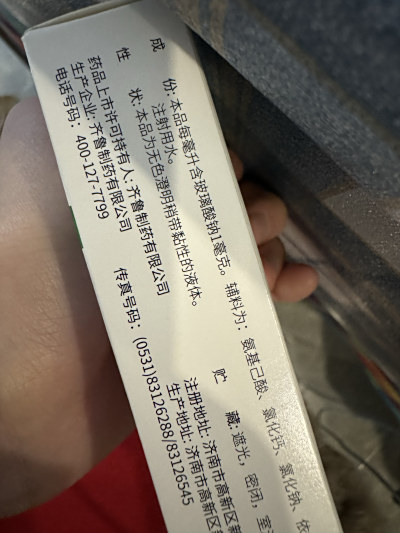 成 份: 本品每毫升含玻璃酸钠1毫克。辅料为: 氨基己酸、氯化钙、氯化钠、依
注射用水。
性 状: 本品为无色澄明稍带黏性的液体。
贮 藏: 遮光, 密闭, 室
药品上市许可持有人: 齐鲁制药有限公司
注册地址: 济南市高新区新
生产企业: 齐鲁制药有限公司
生产地址: 济南市高新区
电话号码: 400-127-7799
传真号码: (0531)83126288/83126545